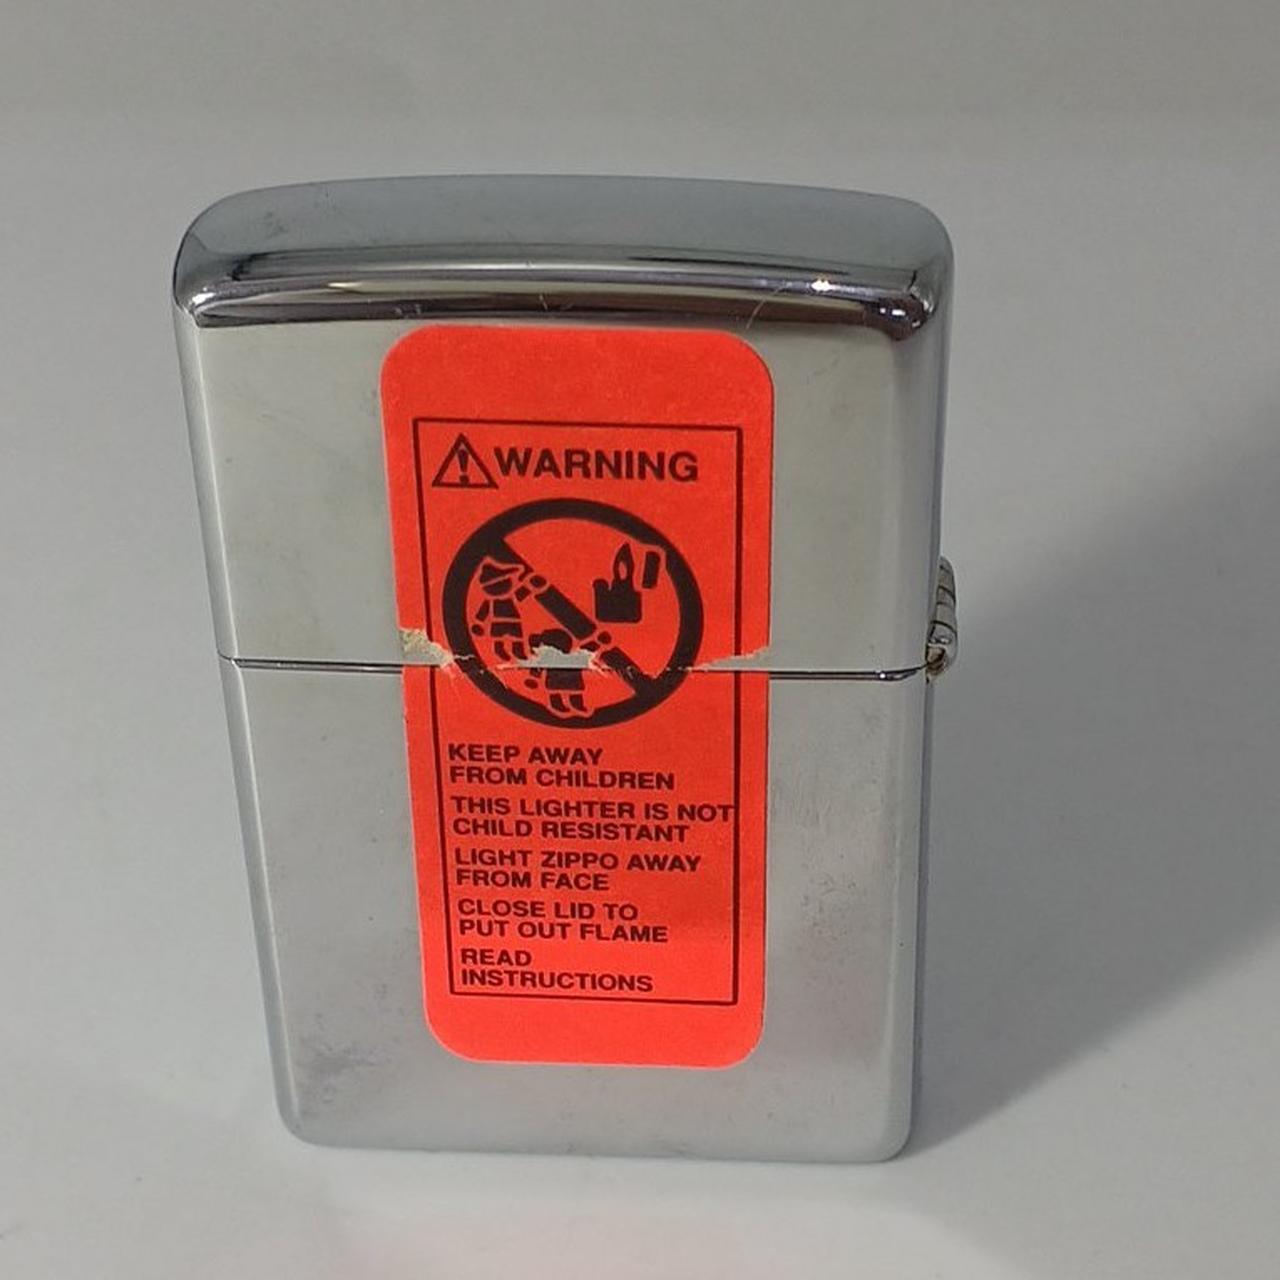 WARNING
KEEP AWAY
FROM CHILDREN
THIS LIGHTER IS NOT
CHILD RESISTANT
LIGHT ZIPPO AWAY
FROM FACE
CLOSE LID TO
PUT OUT FLAME
READ
INSTRUCTIONS